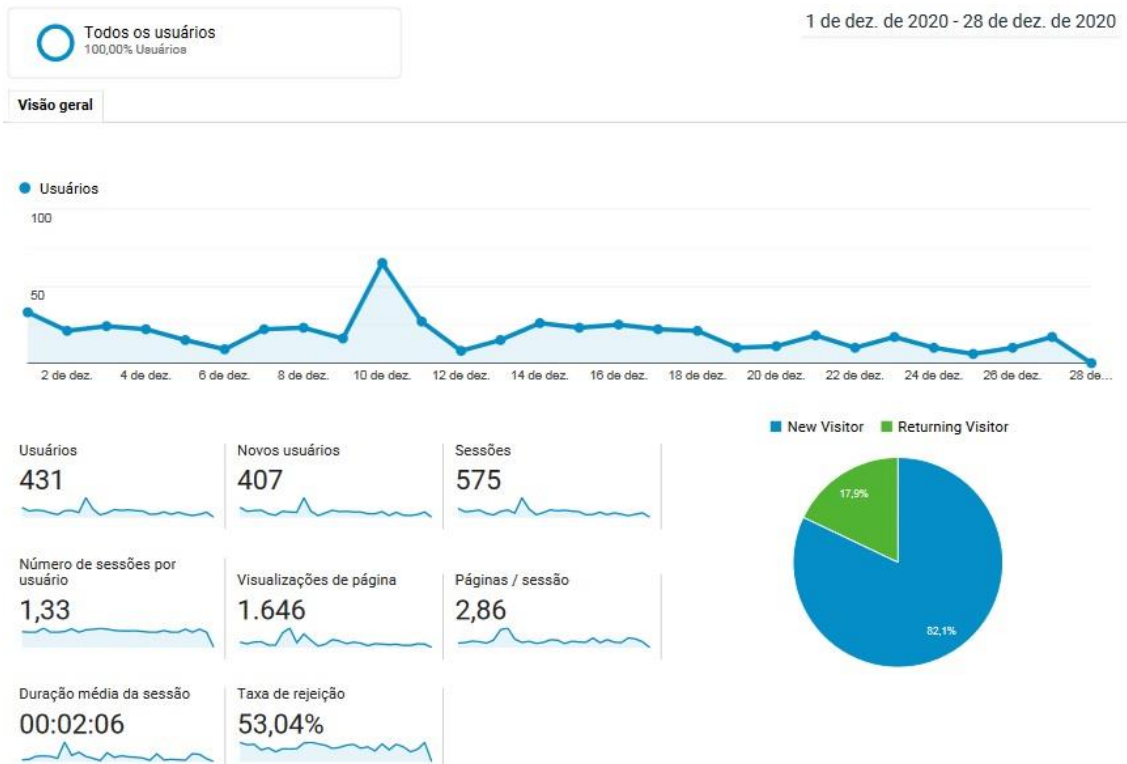 Todos os usuários
100,00% Usuários
1 de dez. de 2020 - 28 de dez. de 2020
Visão geral
Usuários
100
50
2 de dez. 4 de dez. 6 de dez. 8 de dez. 10 de dez. 12 de dez. 14 de dez. 16 de dez. 18 de dez. 20 de dez. 22 de dez. 24 de dez. 26 de dez. 28 de...
New Visitor Returning Visitor
Usuários
431
Novos usuários
407
Sessões
575
Número de sessões por
usuário
1,33
Visualizações de página
1.646
Páginas / sessão
2,86
Duração média da sessão
00:02:06
Taxa de rejeição
53,04%
17,9%
82,1%